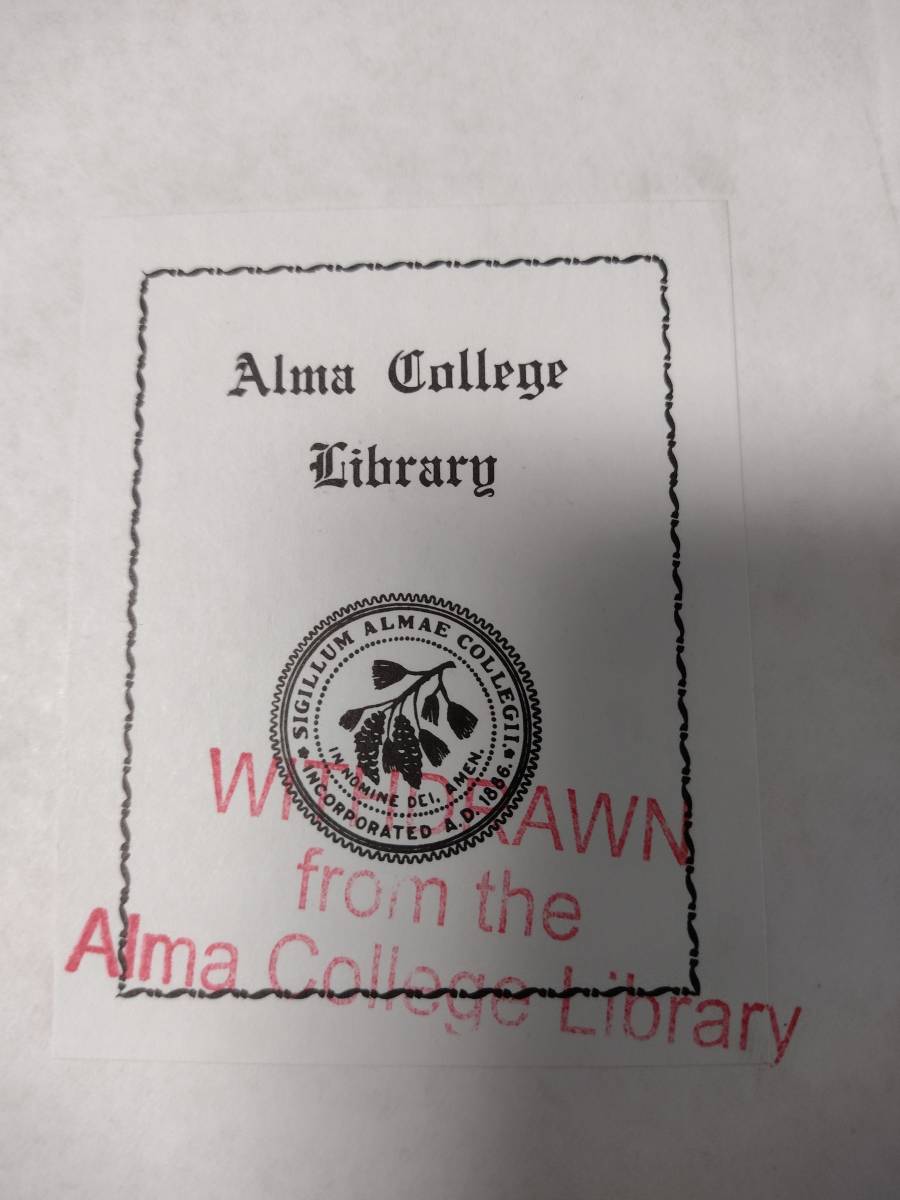 Alma College
Library
SIGILLUM ALMAE COLLEGII.
IN NOMINE DEI, AMEN.
INCORPORATED A.D. 1886.
WITHDRAWN
from the
Alma College Library